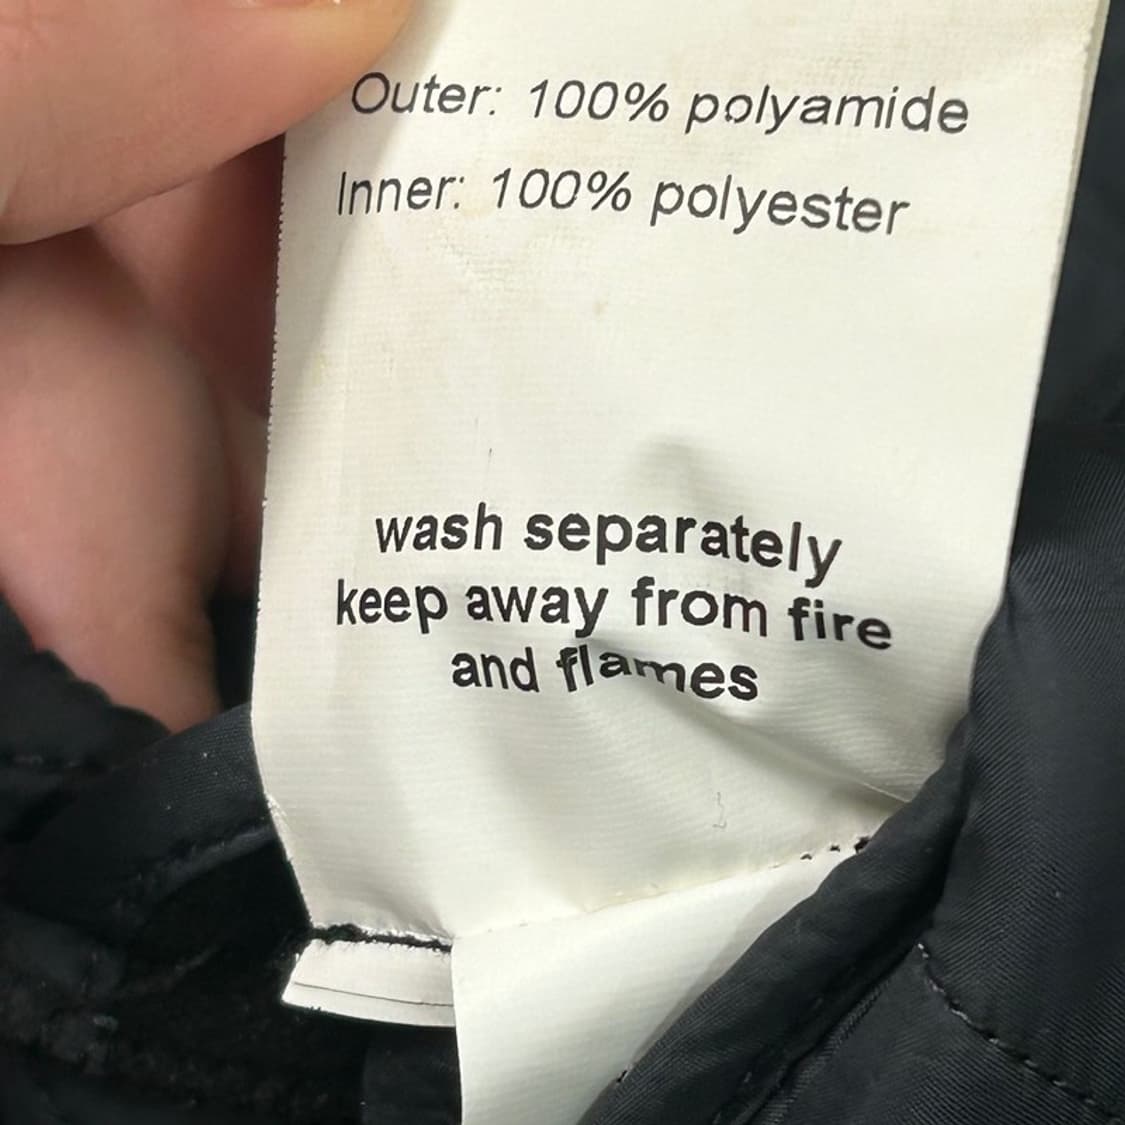 Outer: 100% polyamide
Inner: 100% polyester
wash separately
keep away from fire
and flames